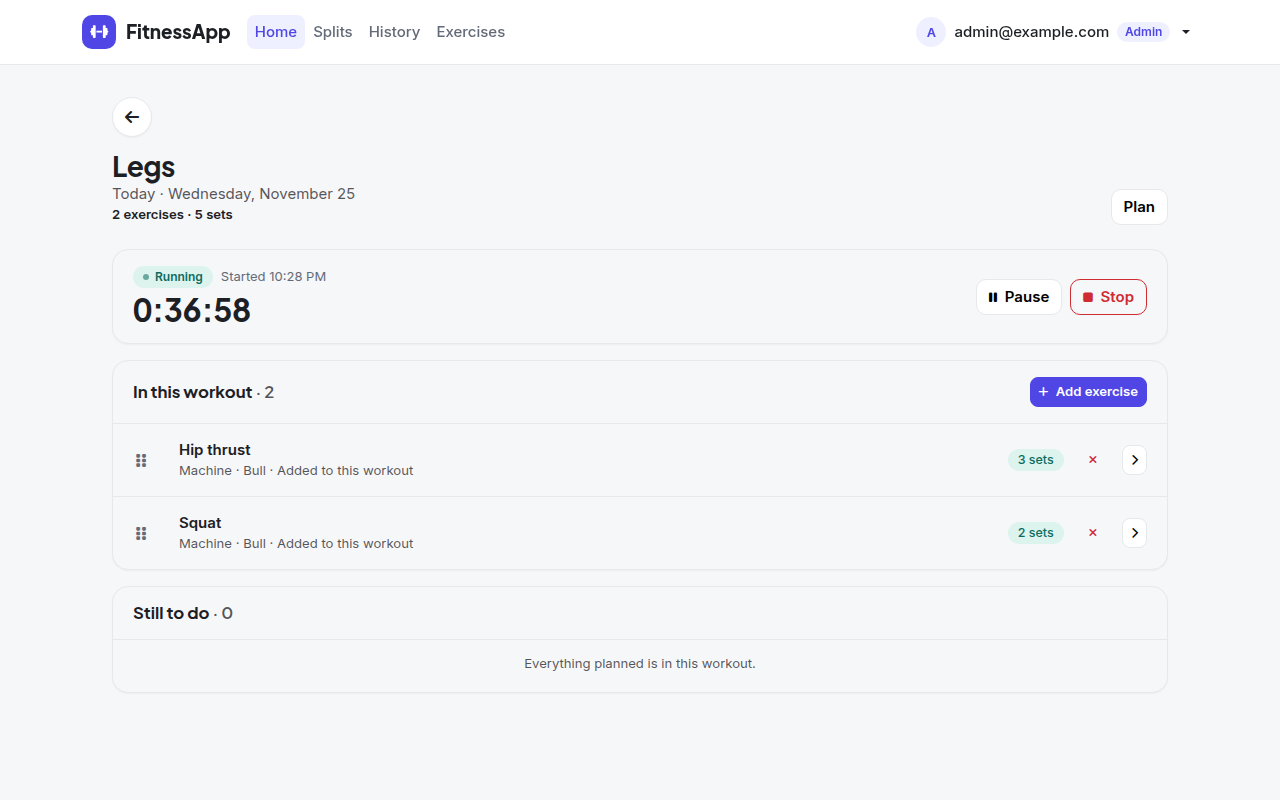 FitnessApp Home Splits History Exercises A admin@example.com Admin
Legs
Today · Wednesday, November 25
2 exercises · 5 sets
Plan
Running Started 10:28 PM
0:36:58
Pause Stop
In this workout · 2
Add exercise
Hip thrust
Machine · Bull · Added to this workout
3 sets
Squat
Machine · Bull · Added to this workout
2 sets
Still to do · 0
Everything planned is in this workout.